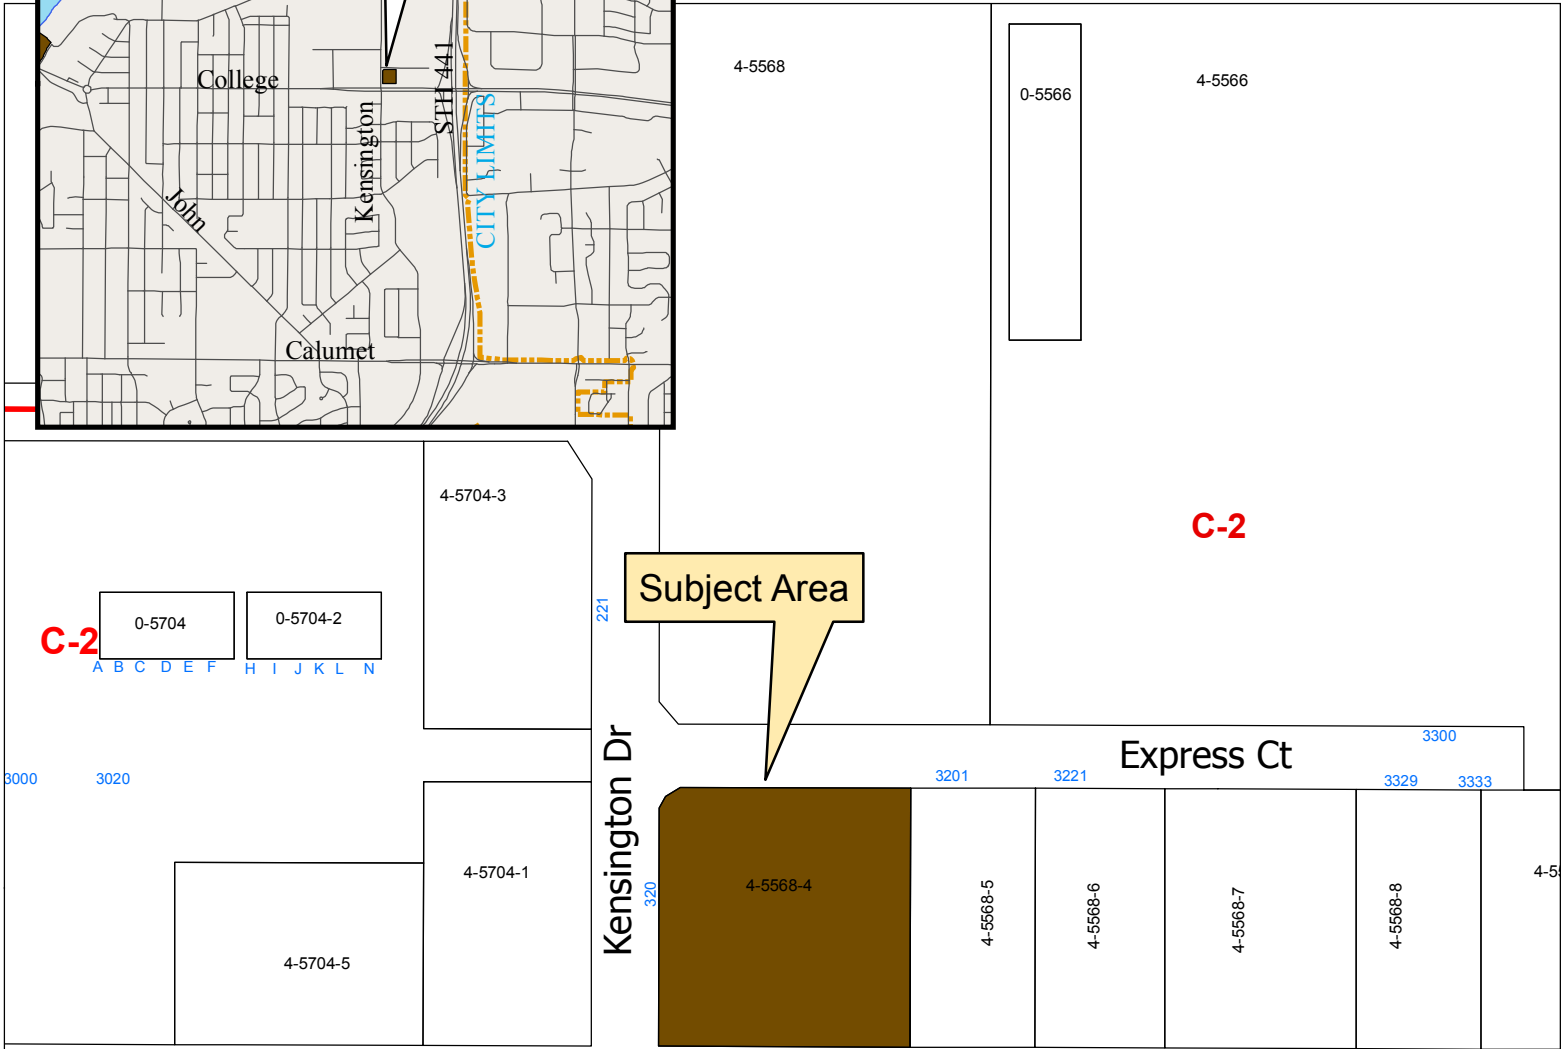 College
Kensington
STH 441
CITY LIMITS
John
Calumet
4-5568
0-5566
4-5566
C-2
4-5704-3
221
Subject Area
C-2
0-5704
0-5704-2
A B C D E F
H I J K L N
3000
3020
Kensington Dr
Express Ct
3300
3201
3221
3329
3333
4-5704-1
4-5704-5
320
4-5568-4
4-5568-5
4-5568-6
4-5568-7
4-5568-8
4-55